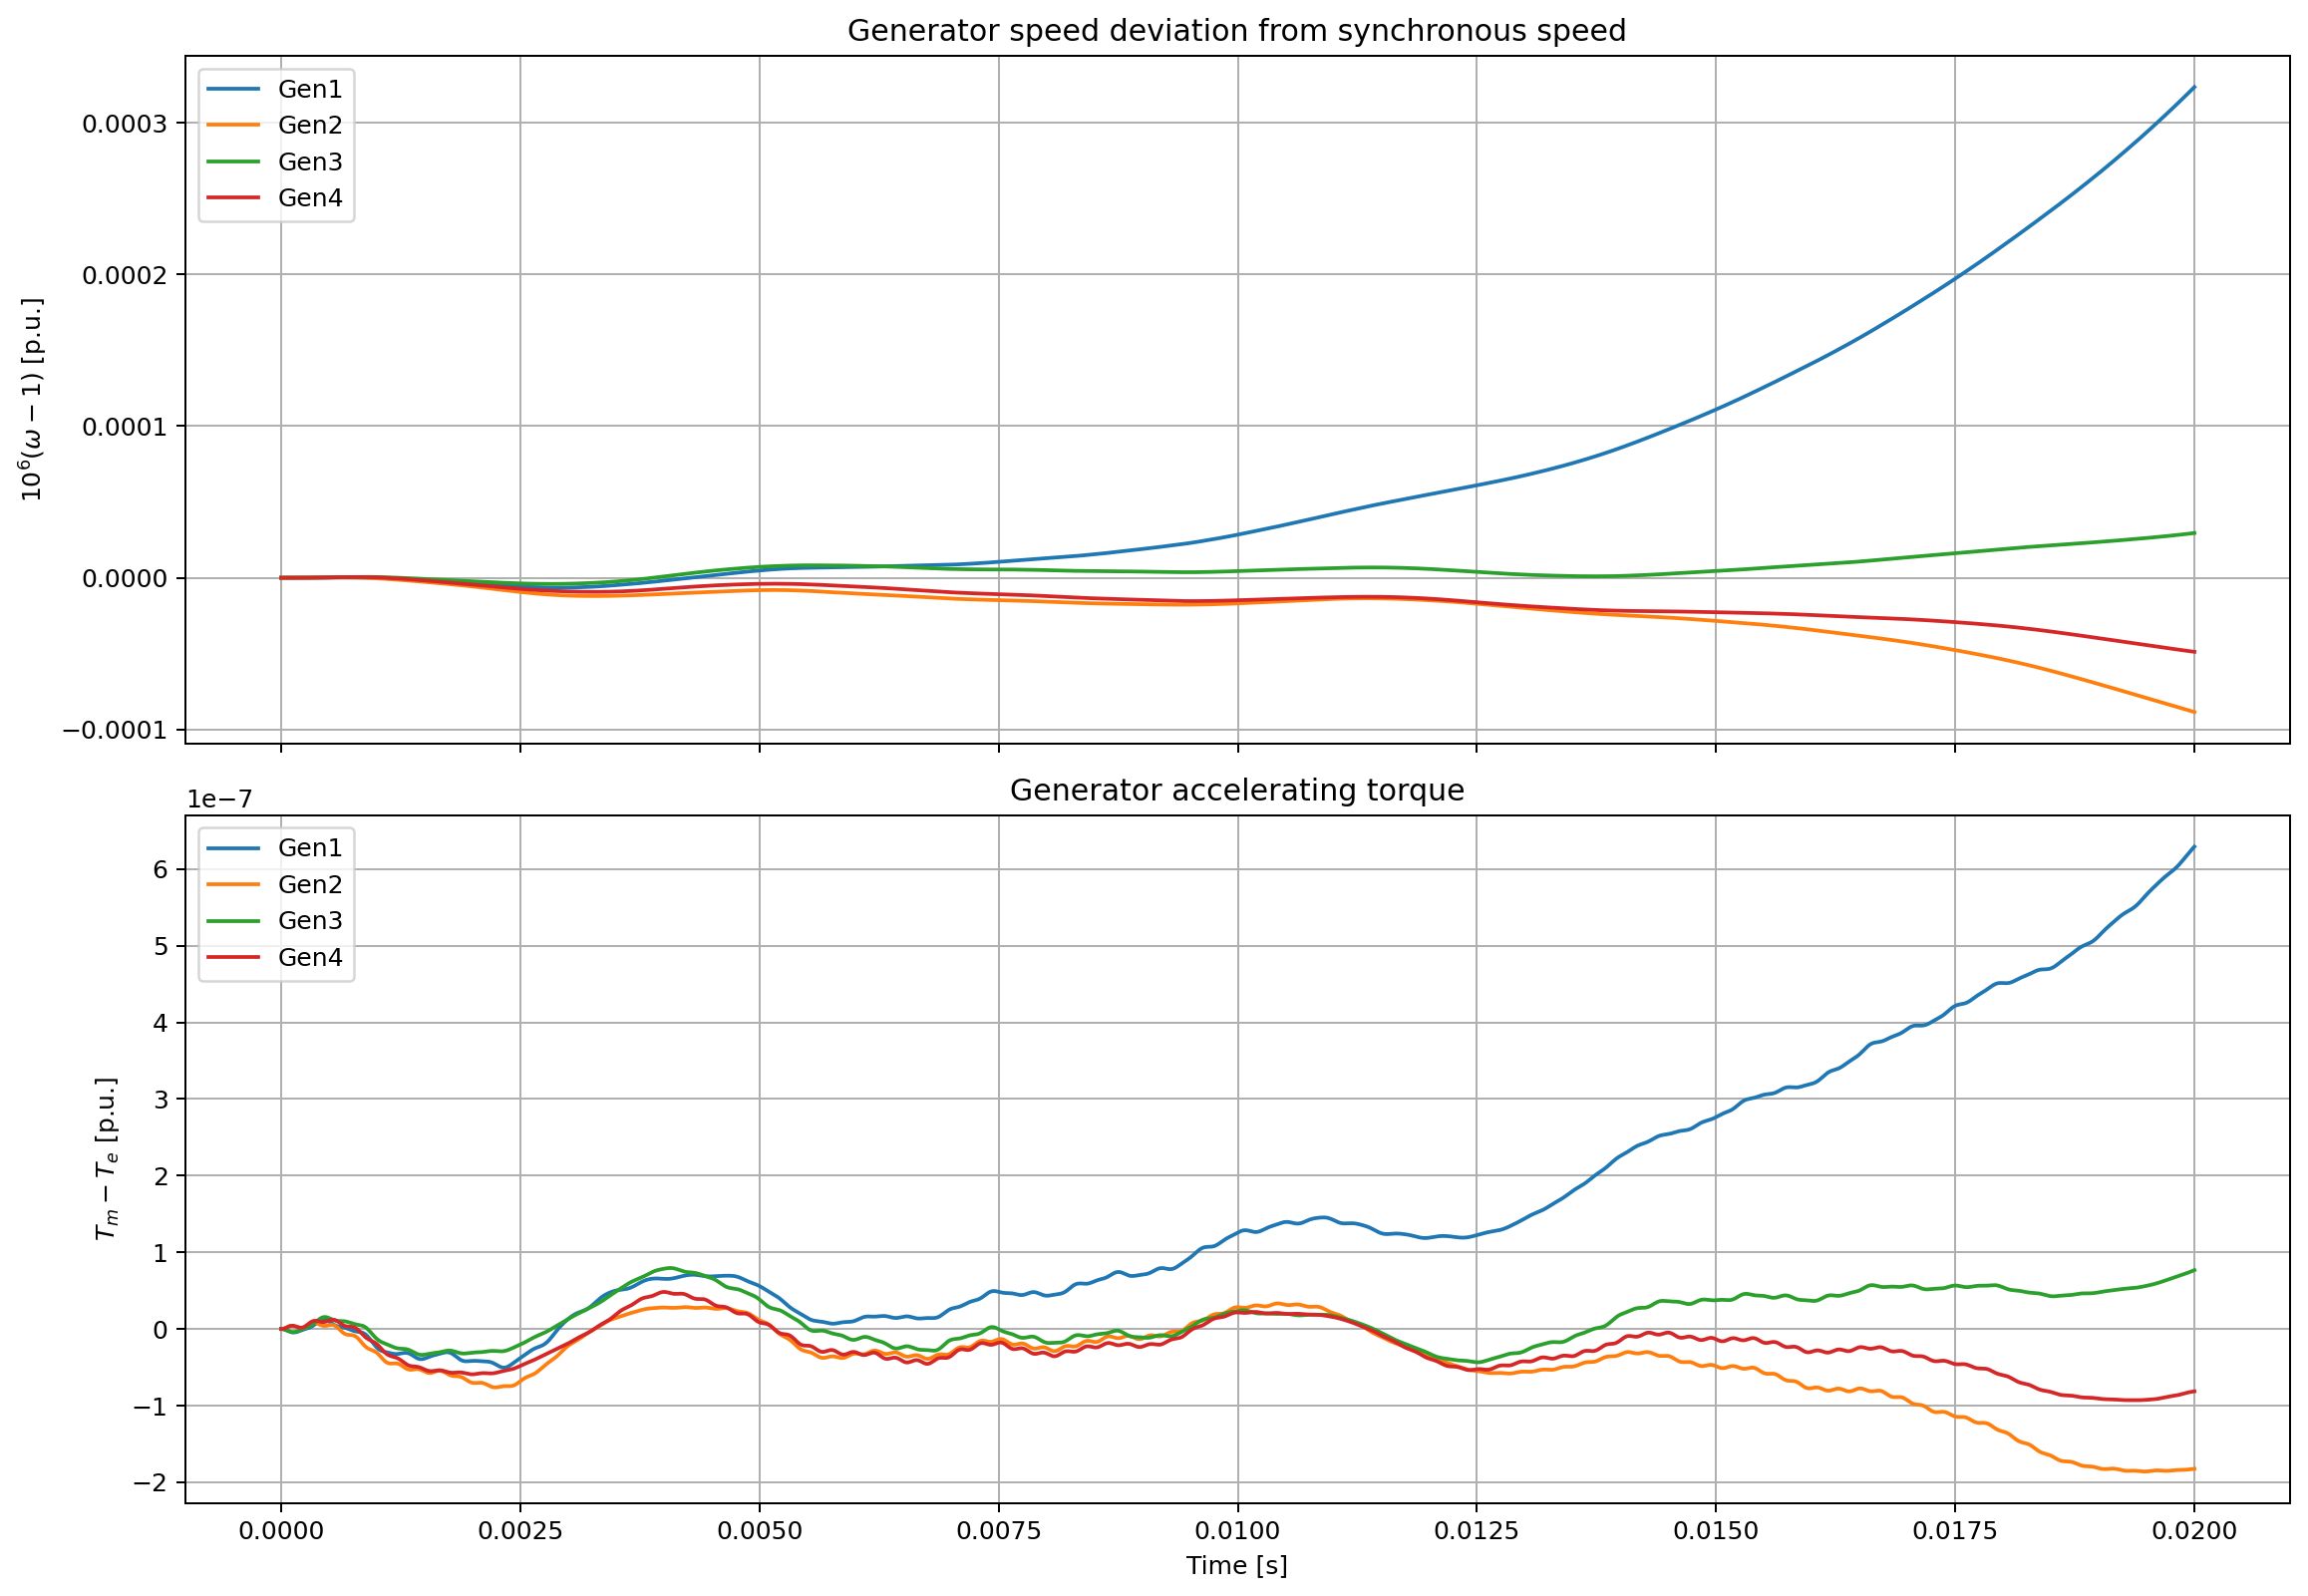 Generator speed deviation from synchronous speed
Gen1
Gen2
Gen3
Gen4
0.0003
0.0002
0.0001
0.0000
−0.0001
10⁶(ω − 1) [p.u.]
Generator accelerating torque
1e−7
Gen1
Gen2
Gen3
Gen4
6
5
4
3
2
1
0
−1
−2
Tₘ − Tₑ [p.u.]
0.0000 0.0025 0.0050 0.0075 0.0100 0.0125 0.0150 0.0175 0.0200
Time [s]